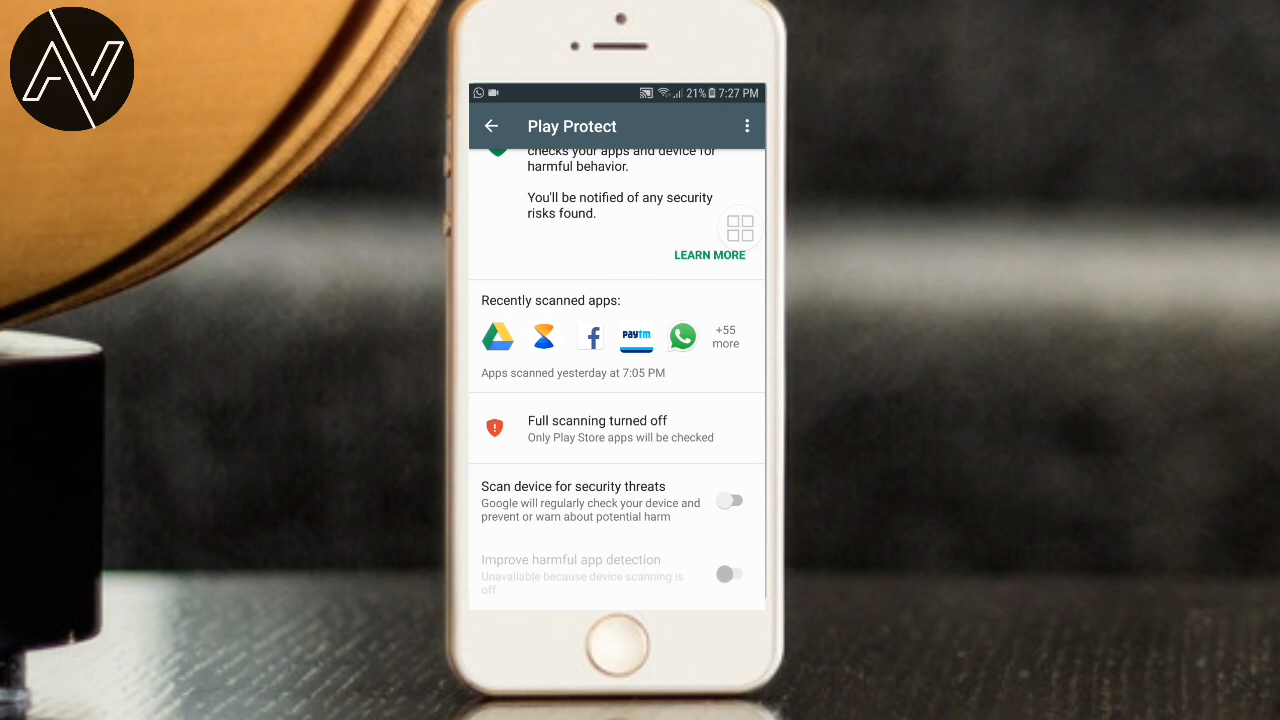 AV
21% 7:27 PM
Play Protect
checks your apps and device for
harmful behavior.
You'll be notified of any security
risks found.
LEARN MORE
Recently scanned apps:
PAYTM
+55
more
Apps scanned yesterday at 7:05 PM
Full scanning turned off
Only Play Store apps will be checked
Scan device for security threats
Google will regularly check your device and
prevent or warn about potential harm
Improve harmful app detection
Unavailable because device scanning is
off